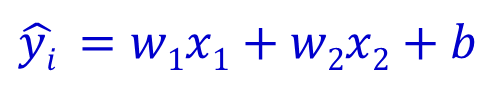 ŷᵢ = w₁x₁ + w₂x₂ + b